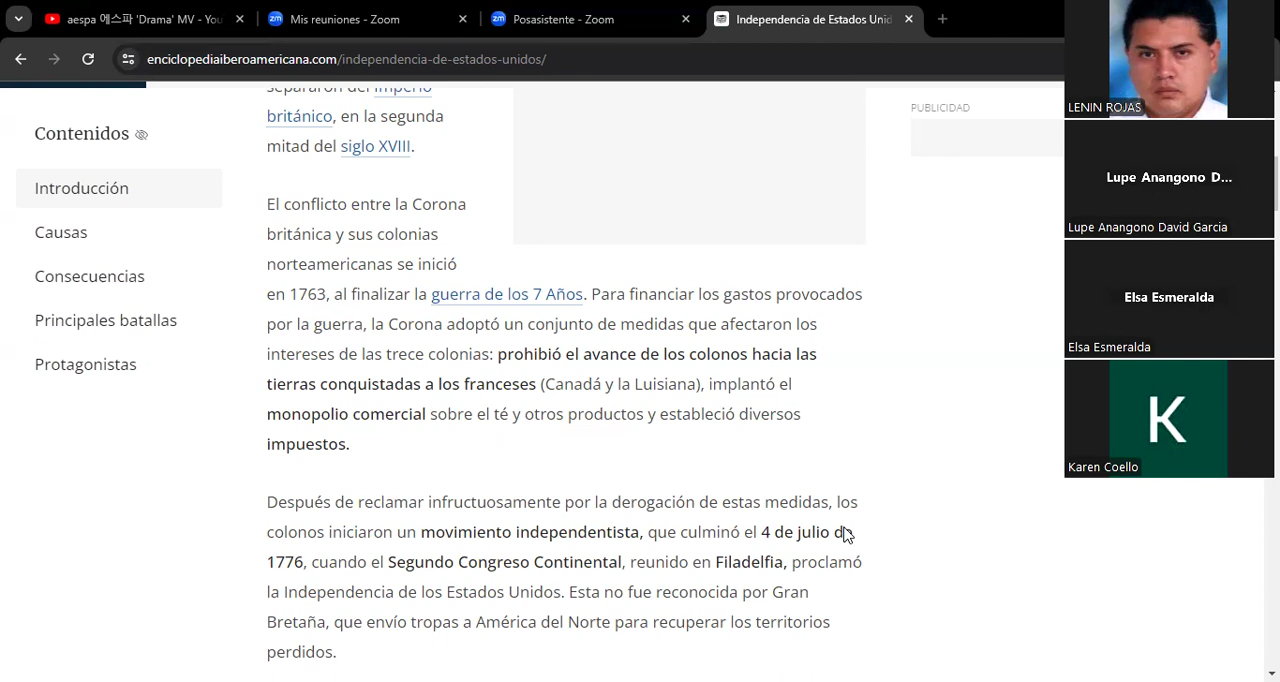 aespa 에스파 'Drama' MV - You
Mis reuniones - Zoom
Posasistente - Zoom
Independencia de Estados Unid
enciclopediaiberoamericana.com/independencia-de-estados-unidos/
Contenidos
Introducción
Causas
Consecuencias
Principales batallas
Protagonistas
separaron del imperio
británico, en la segunda
mitad del siglo XVIII.
El conflicto entre la Corona
británica y sus colonias
norteamericanas se inició
en 1763, al finalizar la guerra de los 7 Años. Para financiar los gastos provocados
por la guerra, la Corona adoptó un conjunto de medidas que afectaron los
intereses de las trece colonias: prohibió el avance de los colonos hacia las
tierras conquistadas a los franceses (Canadá y la Luisiana), implantó el
monopolio comercial sobre el té y otros productos y estableció diversos
impuestos.
Después de reclamar infructuosamente por la derogación de estas medidas, los
colonos iniciaron un movimiento independentista, que culminó el 4 de julio de
1776, cuando el Segundo Congreso Continental, reunido en Filadelfia, proclamó
la Independencia de los Estados Unidos. Esta no fue reconocida por Gran
Bretaña, que envío tropas a América del Norte para recuperar los territorios
perdidos.
PUBLICIDAD
LENIN ROJAS
Lupe Anangono D...
Lupe Anangono David Garcia
Elsa Esmeralda
Elsa Esmeralda
K
Karen Coello